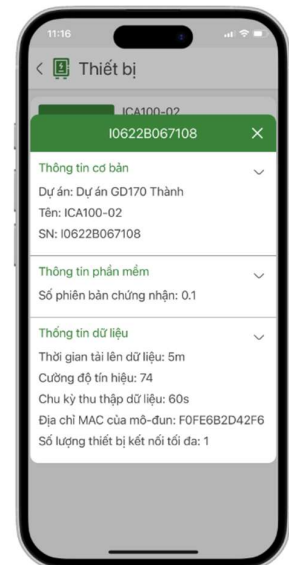 11:16
Thiết bị
ICA100-02
I0622B067108
Thông tin cơ bản
Dự án: Dự án GD170 Thành
Tên: ICA100-02
SN: I0622B067108
Thông tin phần mềm
Số phiên bản chứng nhận: 0.1
Thống tin dữ liệu
Thời gian tải lên dữ liệu: 5m
Cường độ tín hiệu: 74
Chu kỳ thu thập dữ liệu: 60s
Địa chỉ MAC của mô-đun: F0FE6B2D42F6
Số lượng thiết bị kết nối tối đa: 1